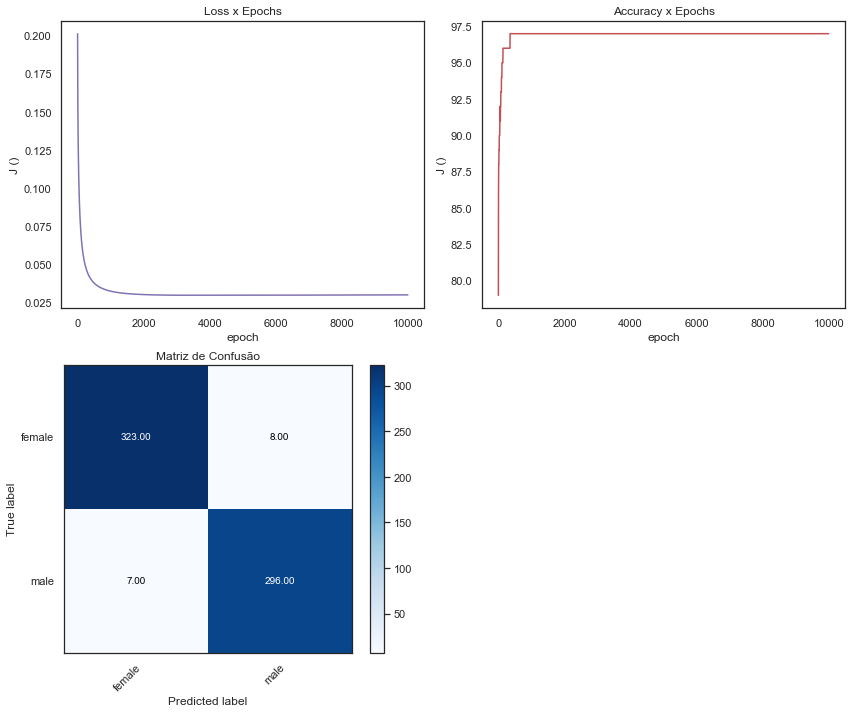 Loss x Epochs
0.200
0.175
0.150
0.125
0.100
0.075
0.050
0.025
J ()
0 2000 4000 6000 8000 10000
epoch
Accuracy x Epochs
97.5
95.0
92.5
90.0
87.5
85.0
82.5
80.0
J ()
0 2000 4000 6000 8000 10000
epoch
Matriz de Confusão
True label
female 323.00 8.00
male 7.00 296.00
female male
Predicted label
300
250
200
150
100
50